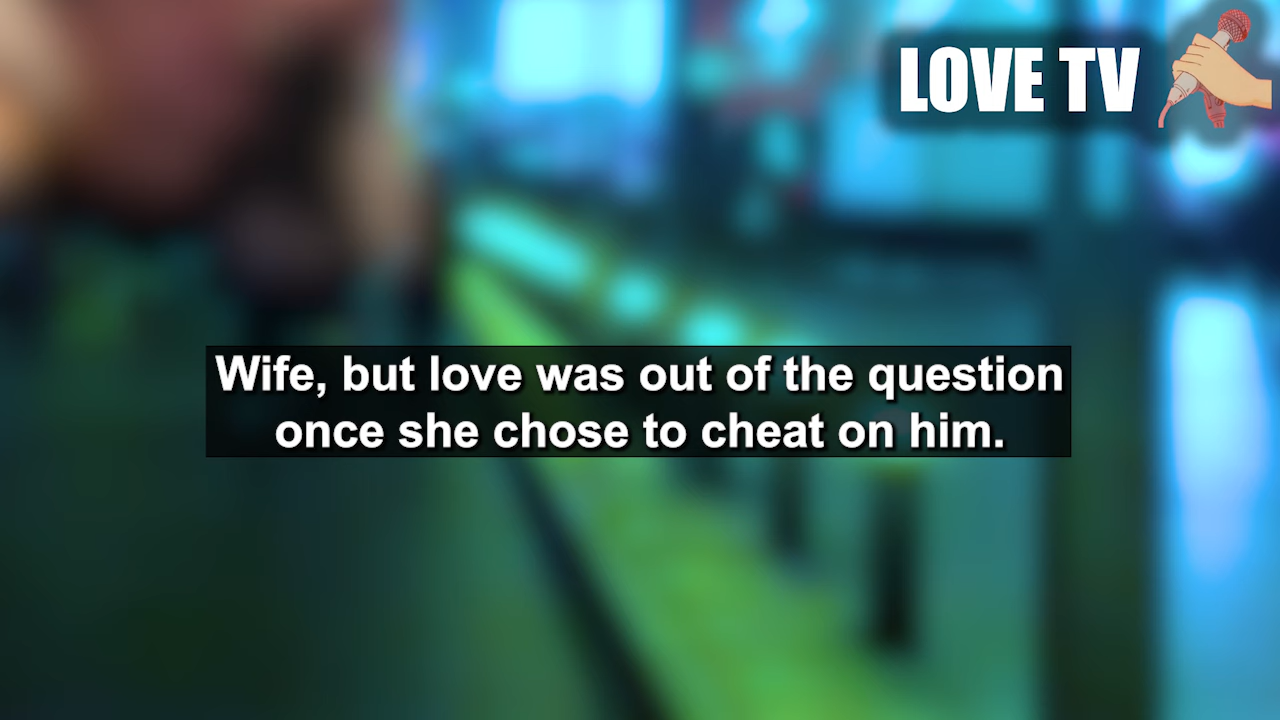 LOVE TV
Wife, but love was out of the question
once she chose to cheat on him.